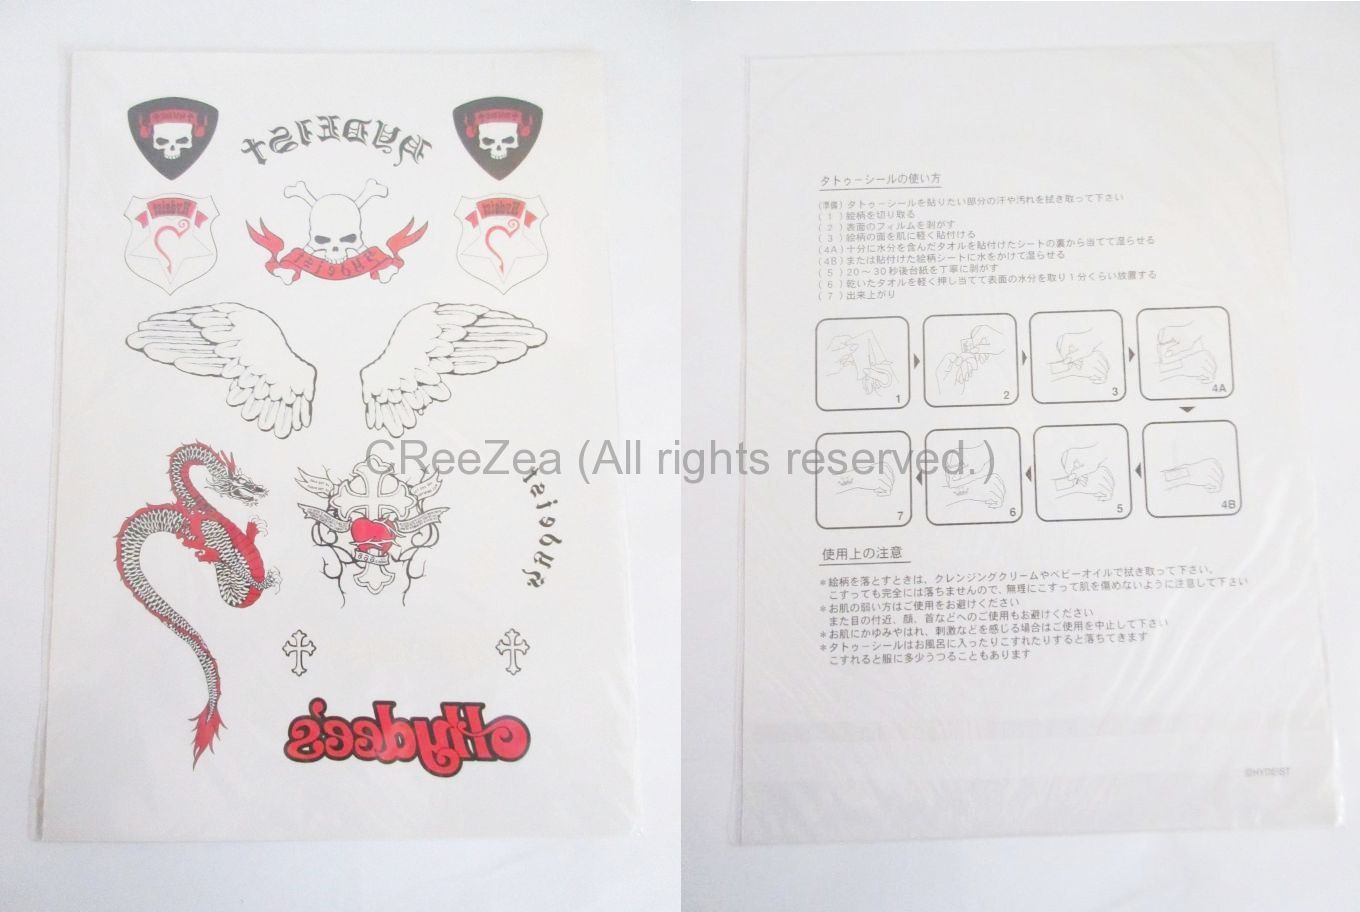 HYDEIST
Hydeist
Hydeist
Hydeist
Hydeist
666
Hydee's
CReeZea (All rights reserved.)
タトゥーシールの使い方
(準備) タトゥーシールを貼りたい部分の汗や汚れを拭き取って下さい
( 1 ) 絵柄を切り取る
( 2 ) 表面のフィルムを剥がす
( 3 ) 絵柄の面を肌に軽く貼付ける
(4A) 十分に水分を含んだタオルを貼付けたシートの裏から当てて湿らせる
(4B) または貼付けた絵柄シートに水をかけて湿らせる
( 5 ) 20～30秒後台紙を丁寧に剥がす
( 6 ) 乾いたタオルを軽く押し当てて表面の水分を取り1分くらい放置する
( 7 ) 出来上がり
1
2
3
4A
7
6
5
4B
使用上の注意
*絵柄を落とすときは、クレンジングクリームやベビーオイルで拭き取って下さい。
こすっても完全には落ちませんので、無理にこすって肌を傷めないように注意して下さい
*お肌の弱い方はご使用をお避けください
また目の付近、顔、首などへのご使用もお避けください
*お肌にかゆみやはれ、刺激などを感じる場合はご使用を中止して下さい
*タトゥーシールはお風呂に入ったりこすれたりすると落ちてきます
こすれると服に多少うつることもあります
©HYDEIST